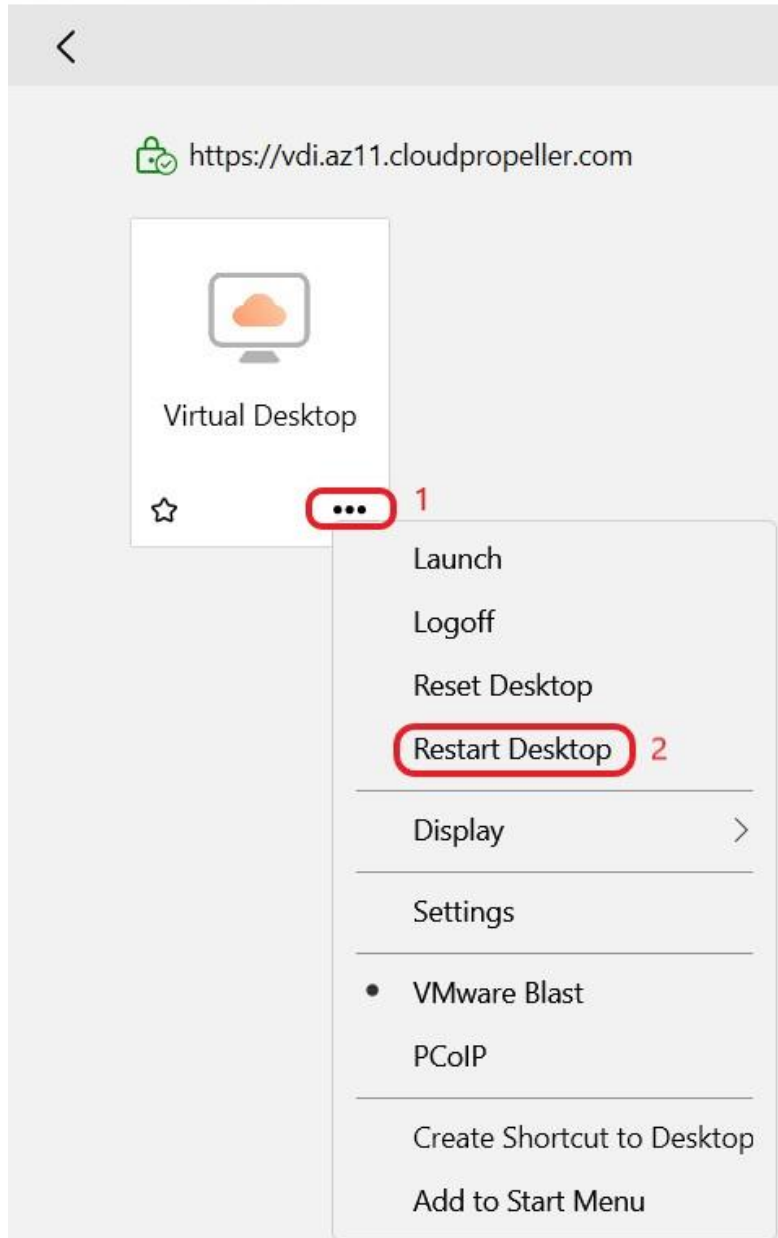 https://vdi.az11.cloudpropeller.com
Virtual Desktop
1
Launch
Logoff
Reset Desktop
Restart Desktop 2
Display
Settings
VMware Blast
PCoIP
Create Shortcut to Desktop
Add to Start Menu